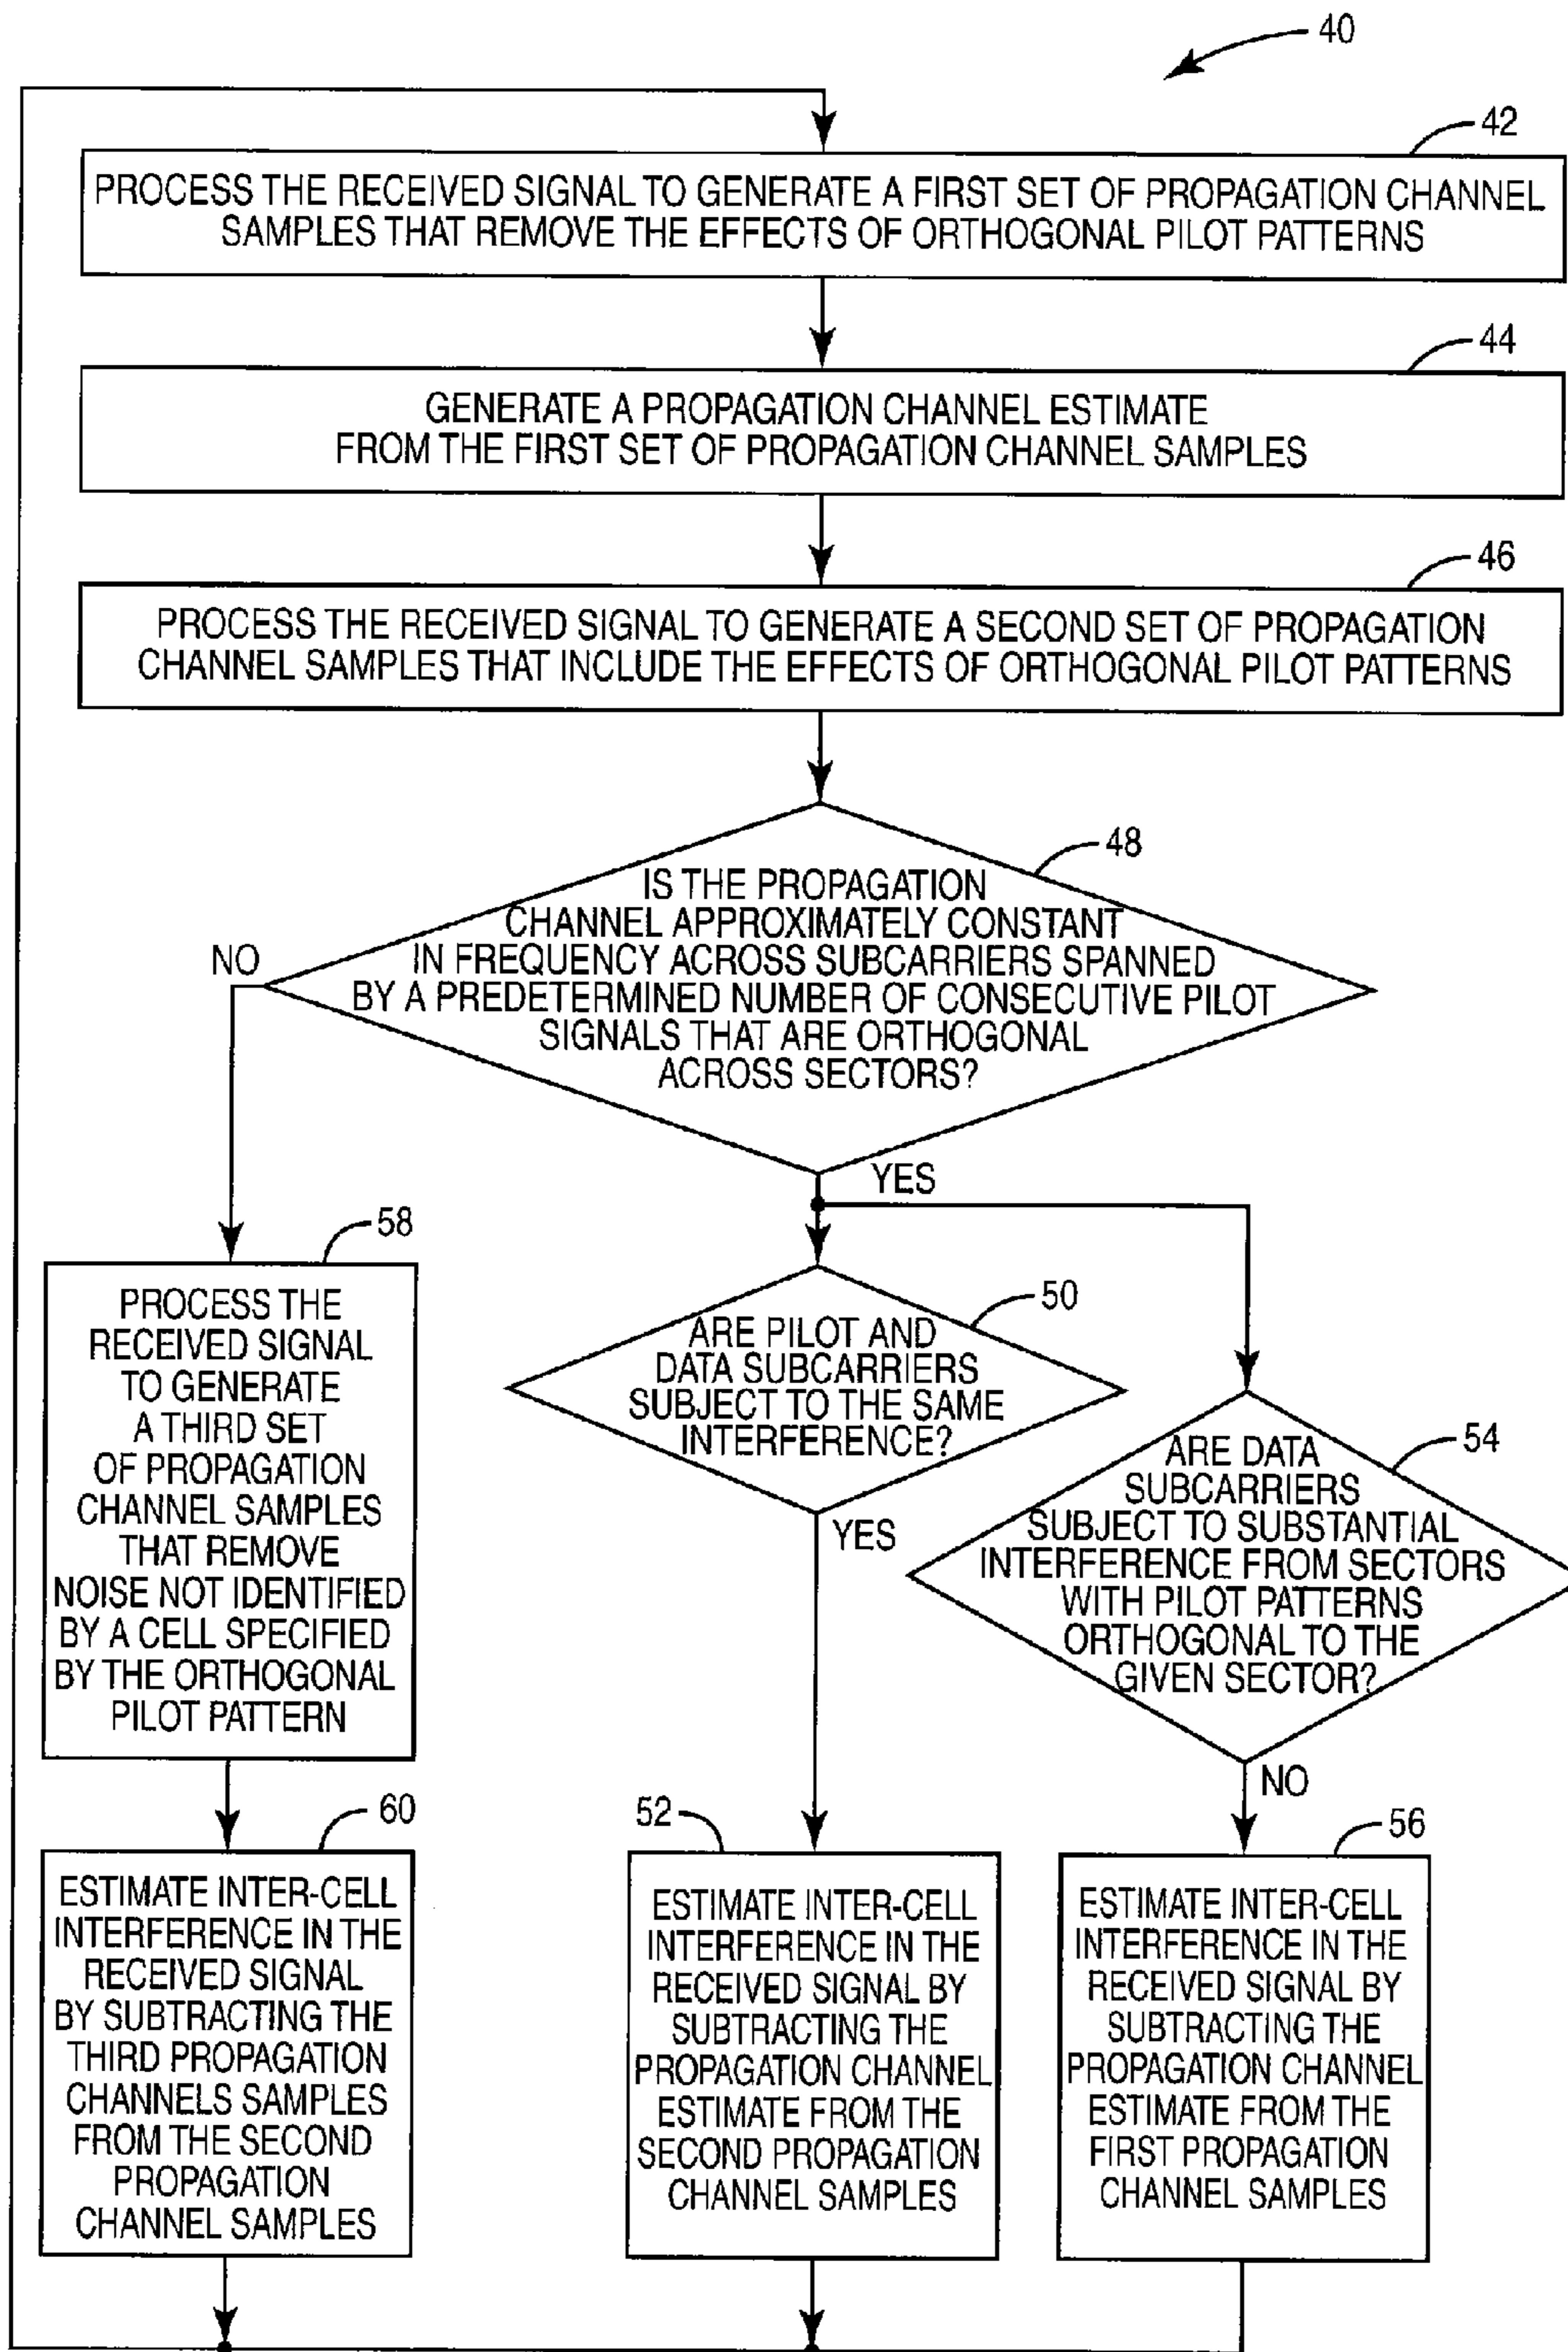 40
42
PROCESS THE RECEIVED SIGNAL TO GENERATE A FIRST SET OF PROPAGATION CHANNEL
SAMPLES THAT REMOVE THE EFFECTS OF ORTHOGONAL PILOT PATTERNS
44
GENERATE A PROPAGATION CHANNEL ESTIMATE
FROM THE FIRST SET OF PROPAGATION CHANNEL SAMPLES
46
PROCESS THE RECEIVED SIGNAL TO GENERATE A SECOND SET OF PROPAGATION
CHANNEL SAMPLES THAT INCLUDE THE EFFECTS OF ORTHOGONAL PILOT PATTERNS
48
IS THE PROPAGATION
CHANNEL APPROXIMATELY CONSTANT
IN FREQUENCY ACROSS SUBCARRIERS SPANNED
BY A PREDETERMINED NUMBER OF CONSECUTIVE PILOT
SIGNALS THAT ARE ORTHOGONAL
ACROSS SECTORS?
NO
YES
58
PROCESS THE
RECEIVED SIGNAL
TO GENERATE
A THIRD SET
OF PROPAGATION
CHANNEL SAMPLES
THAT REMOVE
NOISE NOT IDENTIFIED
BY A CELL SPECIFIED
BY THE ORTHOGONAL
PILOT PATTERN
50
ARE PILOT AND
DATA SUBCARRIERS
SUBJECT TO THE SAME
INTERFERENCE?
YES
54
ARE DATA
SUBCARRIERS
SUBJECT TO SUBSTANTIAL
INTERFERENCE FROM SECTORS
WITH PILOT PATTERNS
ORTHOGONAL TO THE
GIVEN SECTOR?
NO
60
ESTIMATE INTER-CELL
INTERFERENCE IN THE
RECEIVED SIGNAL
BY SUBTRACTING THE
THIRD PROPAGATION
CHANNELS SAMPLES
FROM THE SECOND
PROPAGATION
CHANNEL SAMPLES
52
ESTIMATE INTER-CELL
INTERFERENCE IN THE
RECEIVED SIGNAL BY
SUBTRACTING THE
PROPAGATION CHANNEL
ESTIMATE FROM THE
SECOND PROPAGATION
CHANNEL SAMPLES
56
ESTIMATE INTER-CELL
INTERFERENCE IN THE
RECEIVED SIGNAL BY
SUBTRACTING THE
PROPAGATION CHANNEL
ESTIMATE FROM THE
FIRST PROPAGATION
CHANNEL SAMPLES